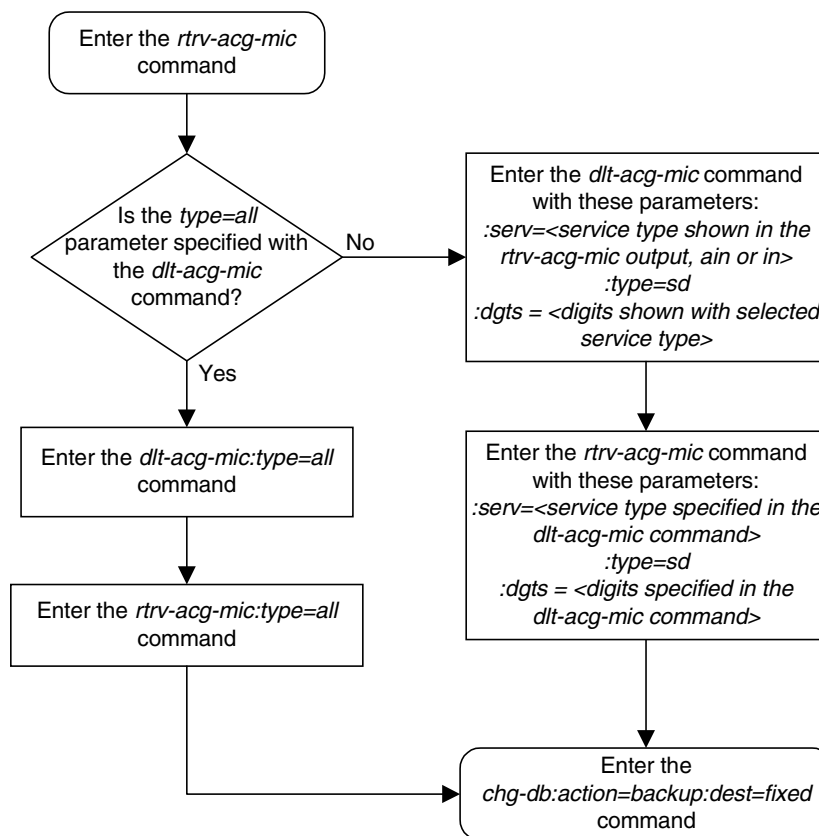 Enter the rtrv-acg-mic
command
Is the type=all
parameter specified with
the dlt-acg-mic
command?
No
Yes
Enter the dlt-acg-mic:type=all
command
Enter the rtrv-acg-mic:type=all
command
Enter the dlt-acg-mic command
with these parameters:
:serv=<service type shown in the
rtrv-acg-mic output, ain or in>
:type=sd
:dgts = <digits shown with selected
service type>
Enter the rtrv-acg-mic command
with these parameters:
:serv=<service type specified in the
dlt-acg-mic command>
:type=sd
:dgts = <digits specified in the
dlt-acg-mic command>
Enter the
chg-db:action=backup:dest=fixed
command